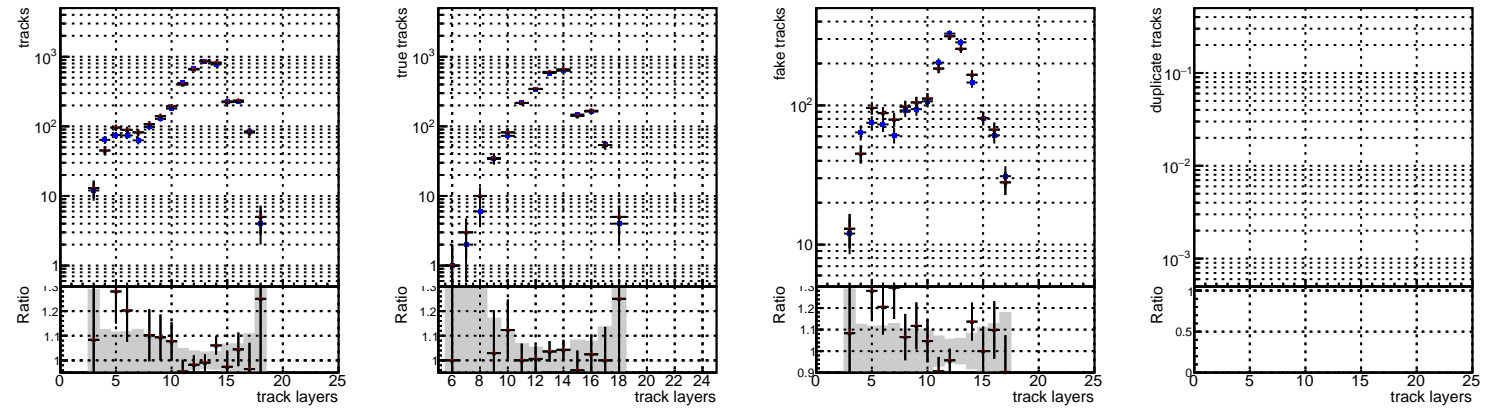 tracks
10³
10²
10
1
Ratio
1.3
1.2
1.1
1
0 5 10 15 20 25
track layers
true tracks
10³
10²
10
1
Ratio
1.3
1.2
1.1
1
6 8 10 12 14 16 18 20 22 24
track layers
fake tracks
10²
10
Ratio
1.3
1.2
1.1
1
0.9
0 5 10 15 20 25
track layers
duplicate tracks
10⁻¹
10⁻²
10⁻³
Ratio
1
0.5
0
0 5 10 15 20 25
track layers